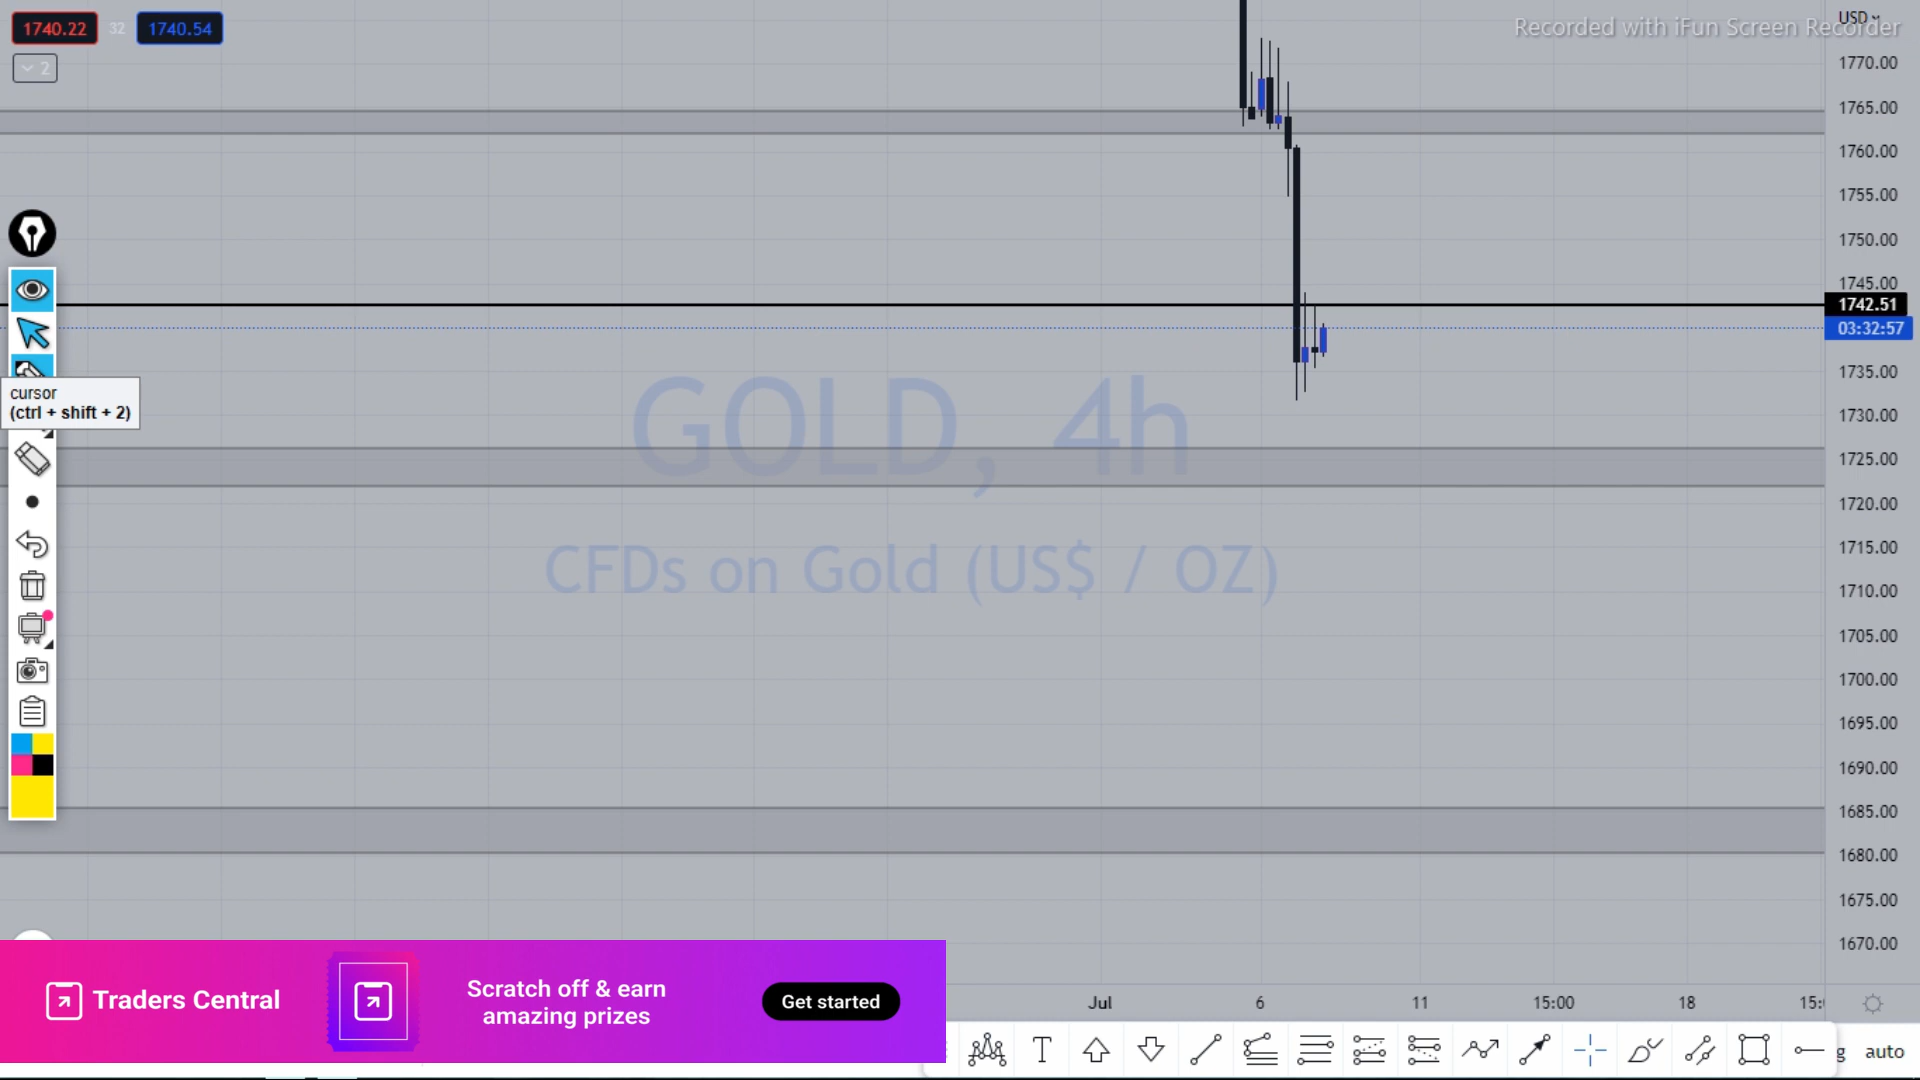 1740.22 32 1740.54
2
Recorded with iFun Screen Recorder
USD
1770.00
1765.00
1760.00
1755.00
1750.00
1745.00
1742.51
03:32:57
1735.00
1730.00
1725.00
1720.00
1715.00
1710.00
1705.00
1700.00
1695.00
1690.00
1685.00
1680.00
1675.00
1670.00
cursor
(ctrl + shift + 2)
GOLD, 4h
CFDs on Gold (US$ / OZ)
Traders Central
Scratch off & earn
amazing prizes
Get started
Jul 6 11 15:00 18 15:
T
g auto